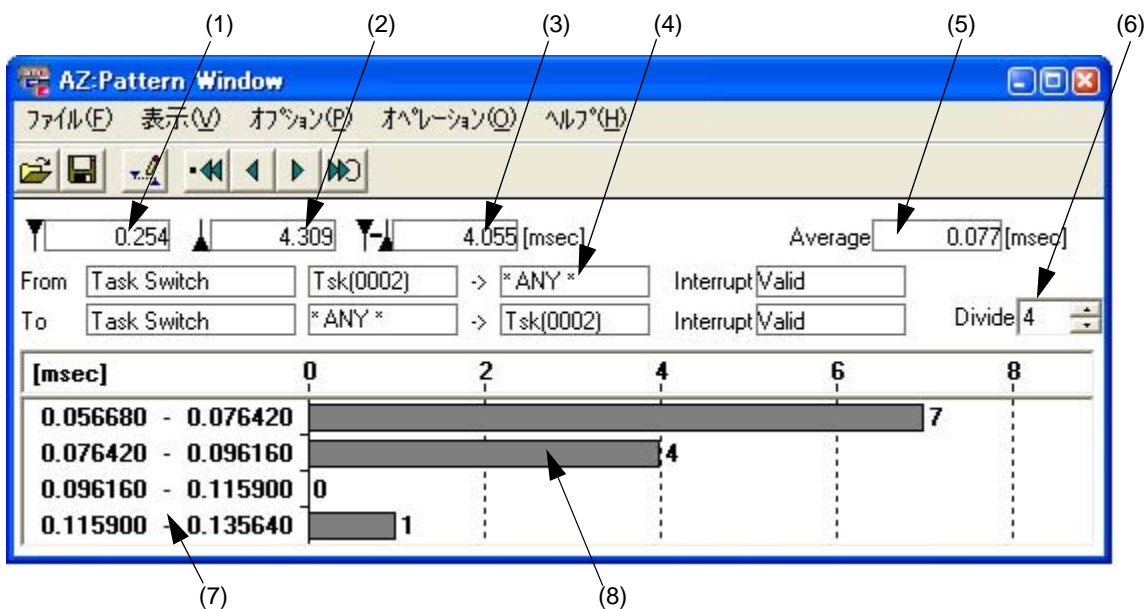 (1) (2) (3) (4) (5) (6)
AZ:Pattern Window
ファイル(F) 表示(V) オプション(P) オペレーション(O) ヘルプ(H)
0.254 4.309 4.055 [msec] Average 0.077 [msec]
From Task Switch Tsk(0002) -> * ANY * Interrupt Valid
To Task Switch * ANY * -> Tsk(0002) Interrupt Valid Divide 4
[msec] 0 2 4 6 8
0.056680 - 0.076420 7
0.076420 - 0.096160 4
0.096160 - 0.115900 0
0.115900 - 0.135640 1
(7) (8)